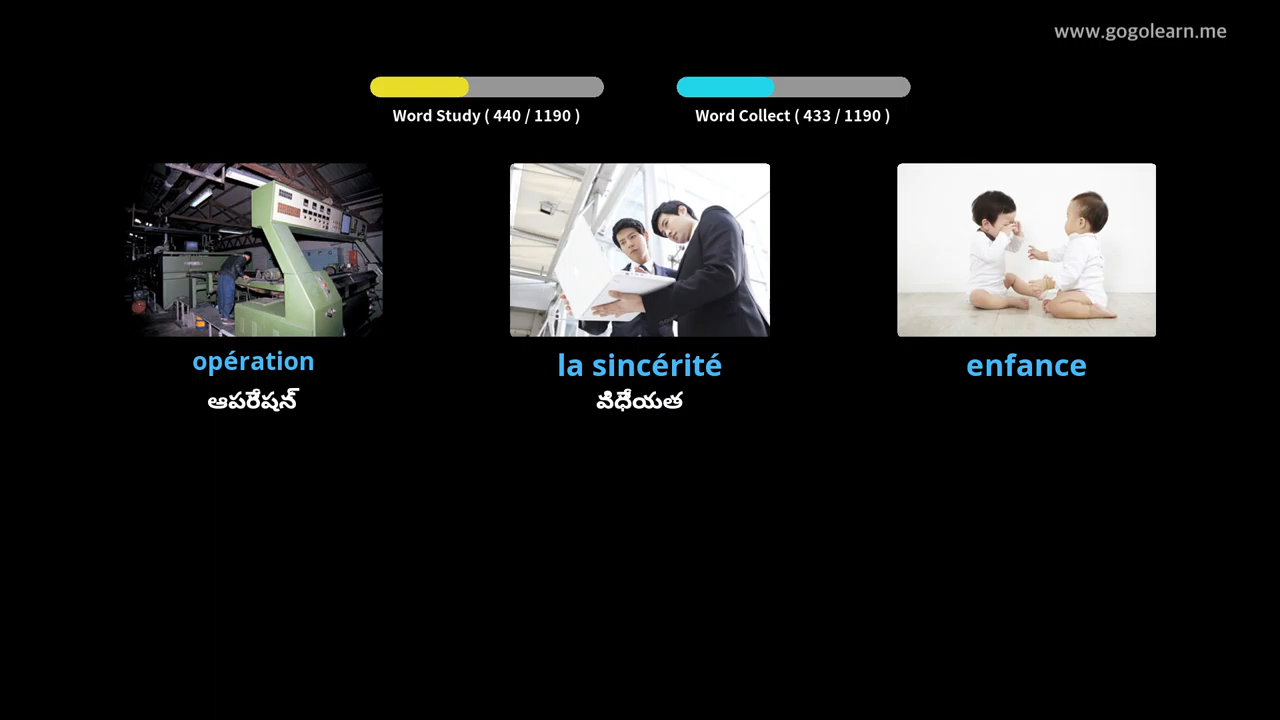 www.gogolearn.me
Word Study ( 440 / 1190 )
Word Collect ( 433 / 1190 )
opération
ఆపరేషన్
la sincérité
విధేయత
enfance